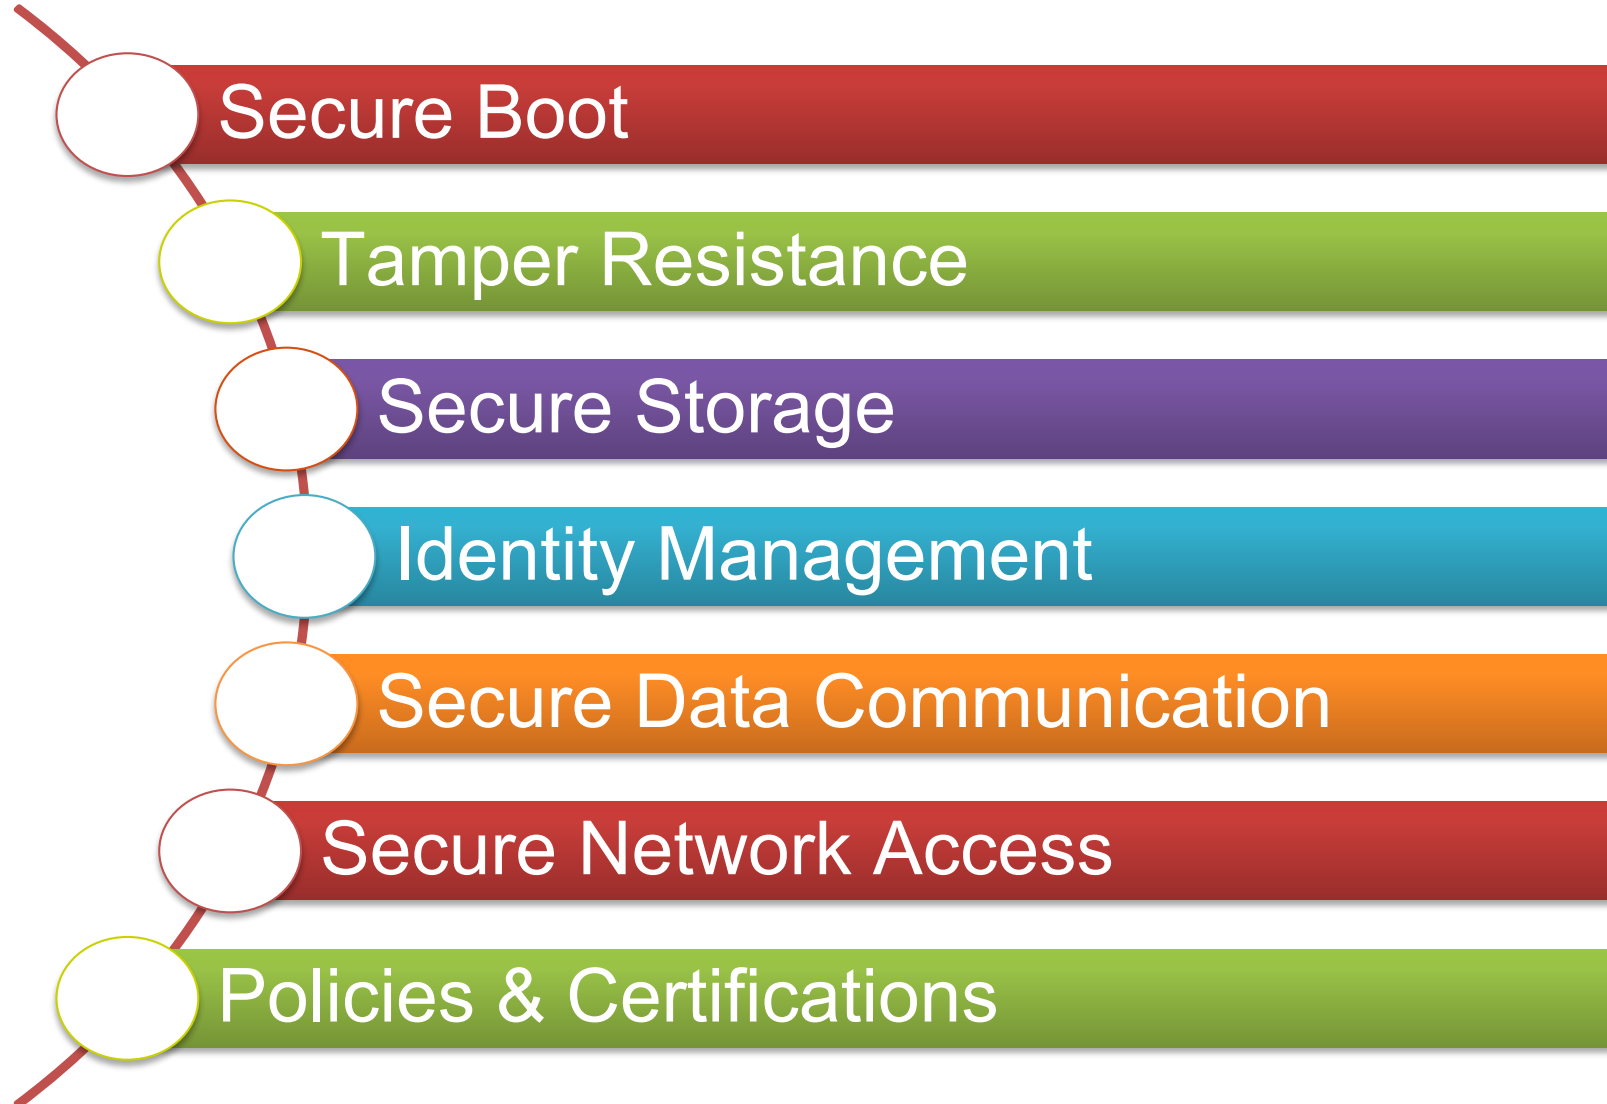 Secure Boot
Tamper Resistance
Secure Storage
Identity Management
Secure Data Communication
Secure Network Access
Policies & Certifications